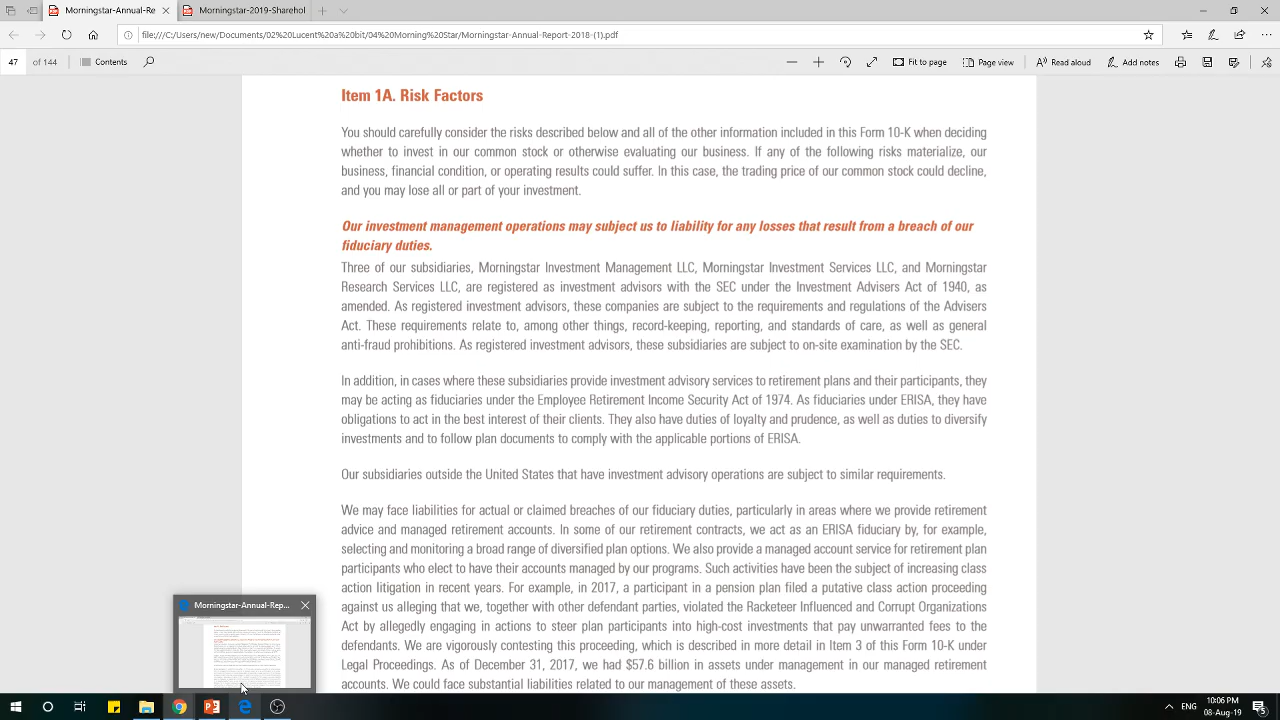 Morningstar-An
file:///C:/Users/new/Documents/02%20Lucent%20a%20bit/04%20Morning%20Star/Morningstar-Annual-Report-2018-(1).pdf
47 of 144 Contents Fit to page Page view Read aloud Add notes
Item 1A. Risk Factors
You should carefully consider the risks described below and all of the other information included in this Form 10-K when deciding
whether to invest in our common stock or otherwise evaluating our business. If any of the following risks materialize, our
business, financial condition, or operating results could suffer. In this case, the trading price of our common stock could decline,
and you may lose all or part of your investment.
Our investment management operations may subject us to liability for any losses that result from a breach of our
fiduciary duties.
Three of our subsidiaries, Morningstar Investment Management LLC, Morningstar Investment Services LLC, and Morningstar
Research Services LLC, are registered as investment advisors with the SEC under the Investment Advisers Act of 1940, as
amended. As registered investment advisors, these companies are subject to the requirements and regulations of the Advisers
Act. These requirements relate to, among other things, record-keeping, reporting, and standards of care, as well as general
anti-fraud prohibitions. As registered investment advisors, these subsidiaries are subject to on-site examination by the SEC.
In addition, in cases where these subsidiaries provide investment advisory services to retirement plans and their participants, they
may be acting as fiduciaries under the Employee Retirement Income Security Act of 1974. As fiduciaries under ERISA, they have
obligations to act in the best interest of their clients. They also have duties of loyalty and prudence, as well as duties to diversify
investments and to follow plan documents to comply with the applicable portions of ERISA.
Our subsidiaries outside the United States that have investment advisory operations are subject to similar requirements.
We may face liabilities for actual or claimed breaches of our fiduciary duties, particularly in areas where we provide retirement
advice and managed retirement accounts. In some of our retirement contracts, we act as an ERISA fiduciary by, for example,
selecting and monitoring a broad range of diversified plan options. We also provide a managed account service for retirement plan
participants who elect to have their accounts managed by our programs. Such activities have been the subject of increasing class
action litigation in recent years. For example, in 2017, a participant in a pension plan filed a putative class action proceeding
against us alleging that we, together with other defendant parties, violated the Racketeer Influenced and Corrupt Organizations
Act by allegedly engaging in actions to steer plan participants into high-cost investments that pay unwarranted fees to the
defendants. vigorously this proceeding, which is described in more detail in Item 3 of this Form 10-K under
Legal As of December 31, 2017, we had assets under management in our managed retirement
accounts. We could face substantial liabilities related to our management of these assets.
Morningstar-Annual-Rep...
ENG
10:06 PM
08-Aug-19